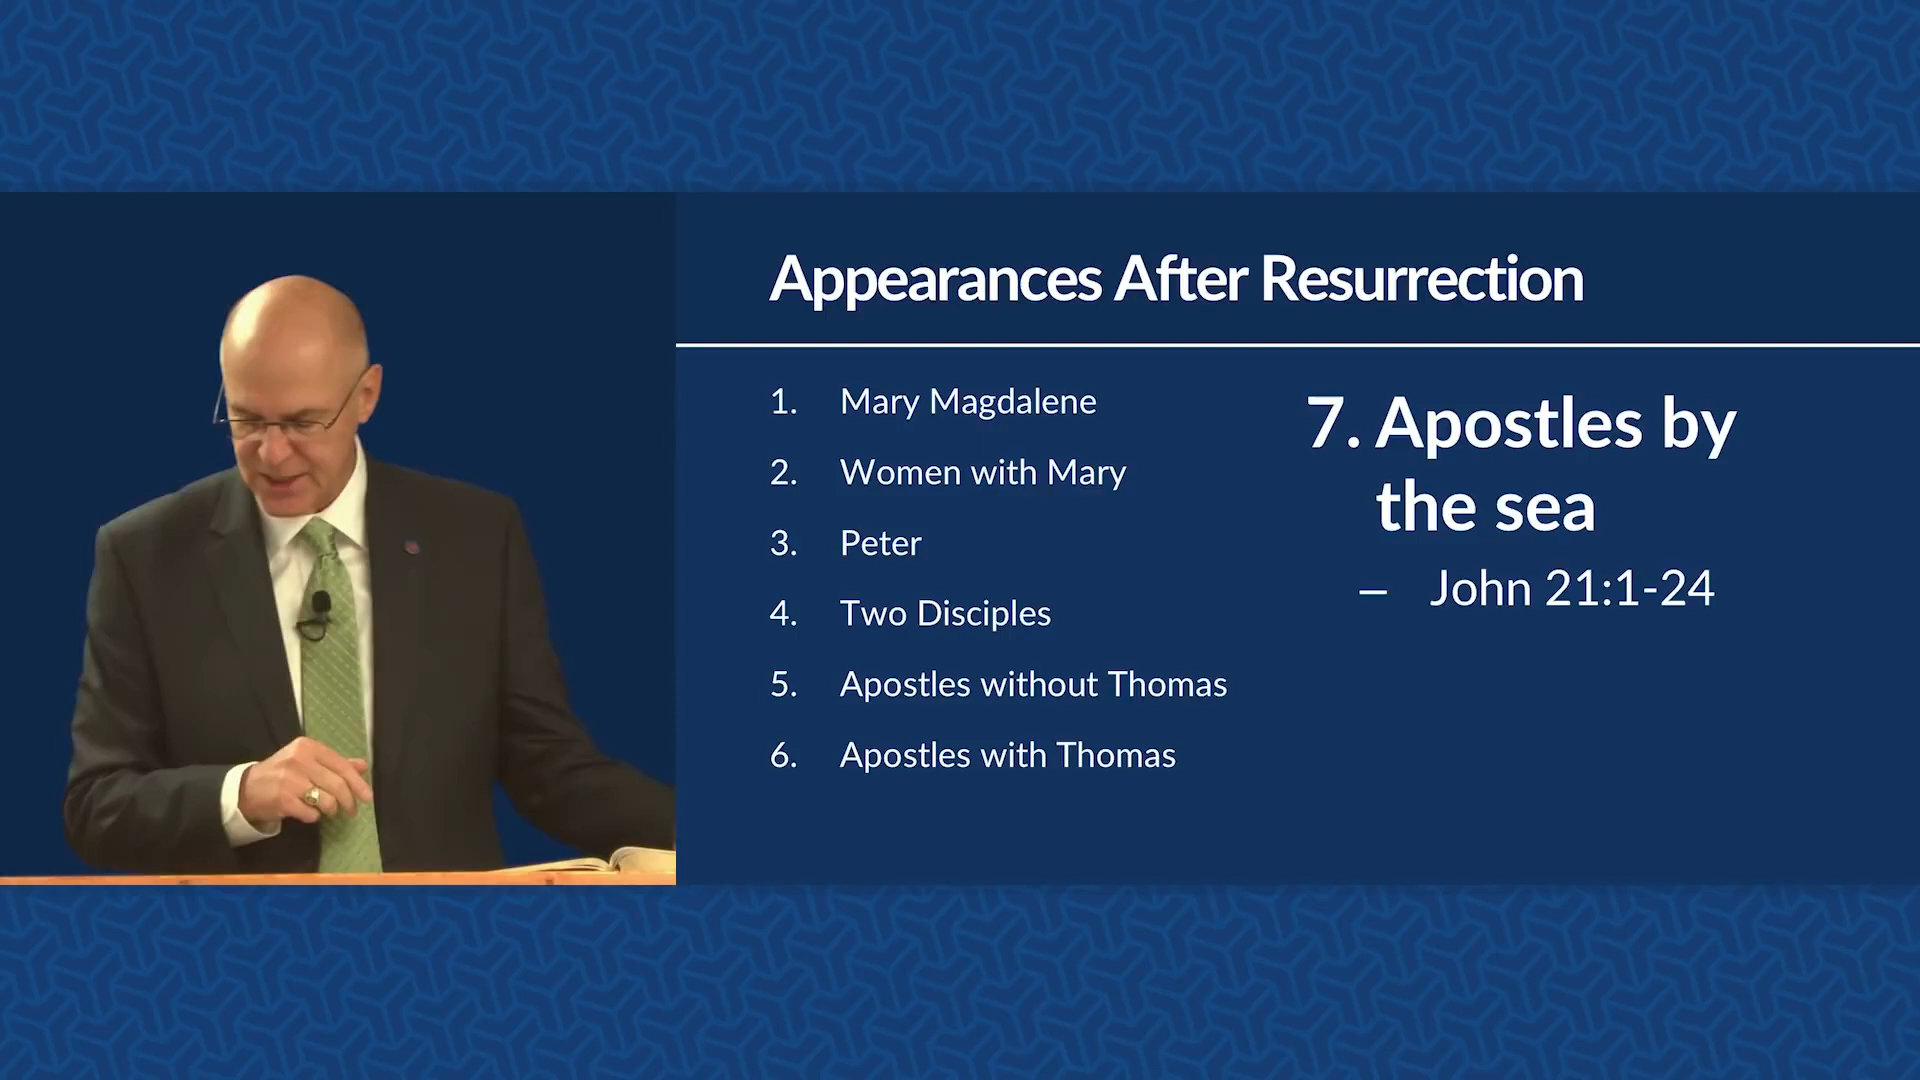 Appearances After Resurrection
1. Mary Magdalene
2. Women with Mary
3. Peter
4. Two Disciples
5. Apostles without Thomas
6. Apostles with Thomas
7. Apostles by
the sea
– John 21:1-24